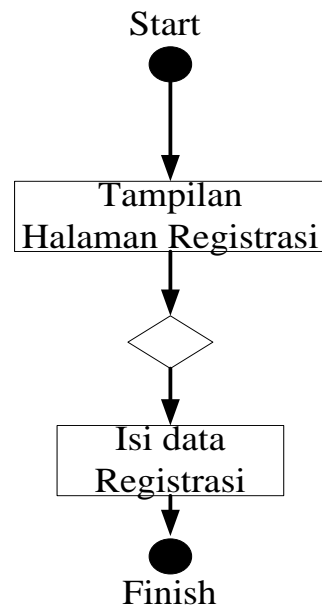 Start
Tampilan
Halaman Registrasi
Isi data
Registrasi
Finish